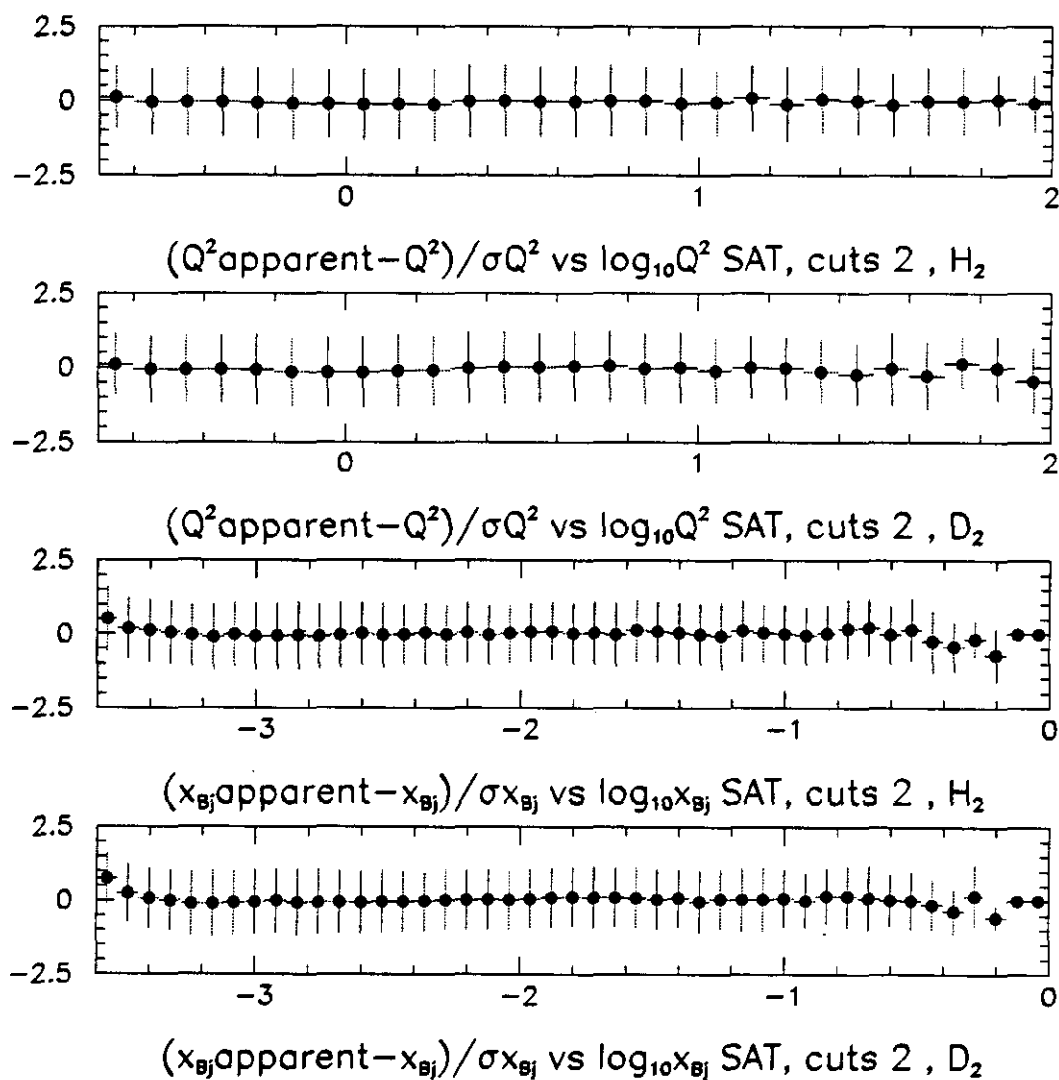 2.5
0
−2.5
0 1 2
(Q²apparent−Q²)/σQ² vs log₁₀Q² SAT, cuts 2 , H₂
2.5
0
−2.5
0 1 2
(Q²apparent−Q²)/σQ² vs log₁₀Q² SAT, cuts 2 , D₂
2.5
0
−2.5
−3 −2 −1 0
(x_Bj apparent−x_Bj)/σx_Bj vs log₁₀x_Bj SAT, cuts 2 , H₂
2.5
0
−2.5
−3 −2 −1 0
(x_Bj apparent−x_Bj)/σx_Bj vs log₁₀x_Bj SAT, cuts 2 , D₂